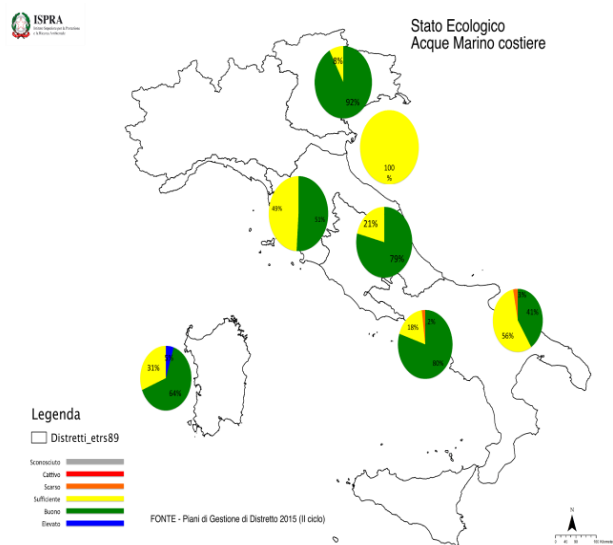 ISPRA
Stato Ecologico
Acque Marino costiere
8%
92%
100
%
49%
51%
21%
79%
18%
2%
80%
41%
56%
31%
64%
Legenda
Distretti_etrs89
Sconosciuto
Cattivo
Scarso
Sufficiente
Buono
Elevato
FONTE - Piani di Gestione di Distretto 2015 (II ciclo)
N